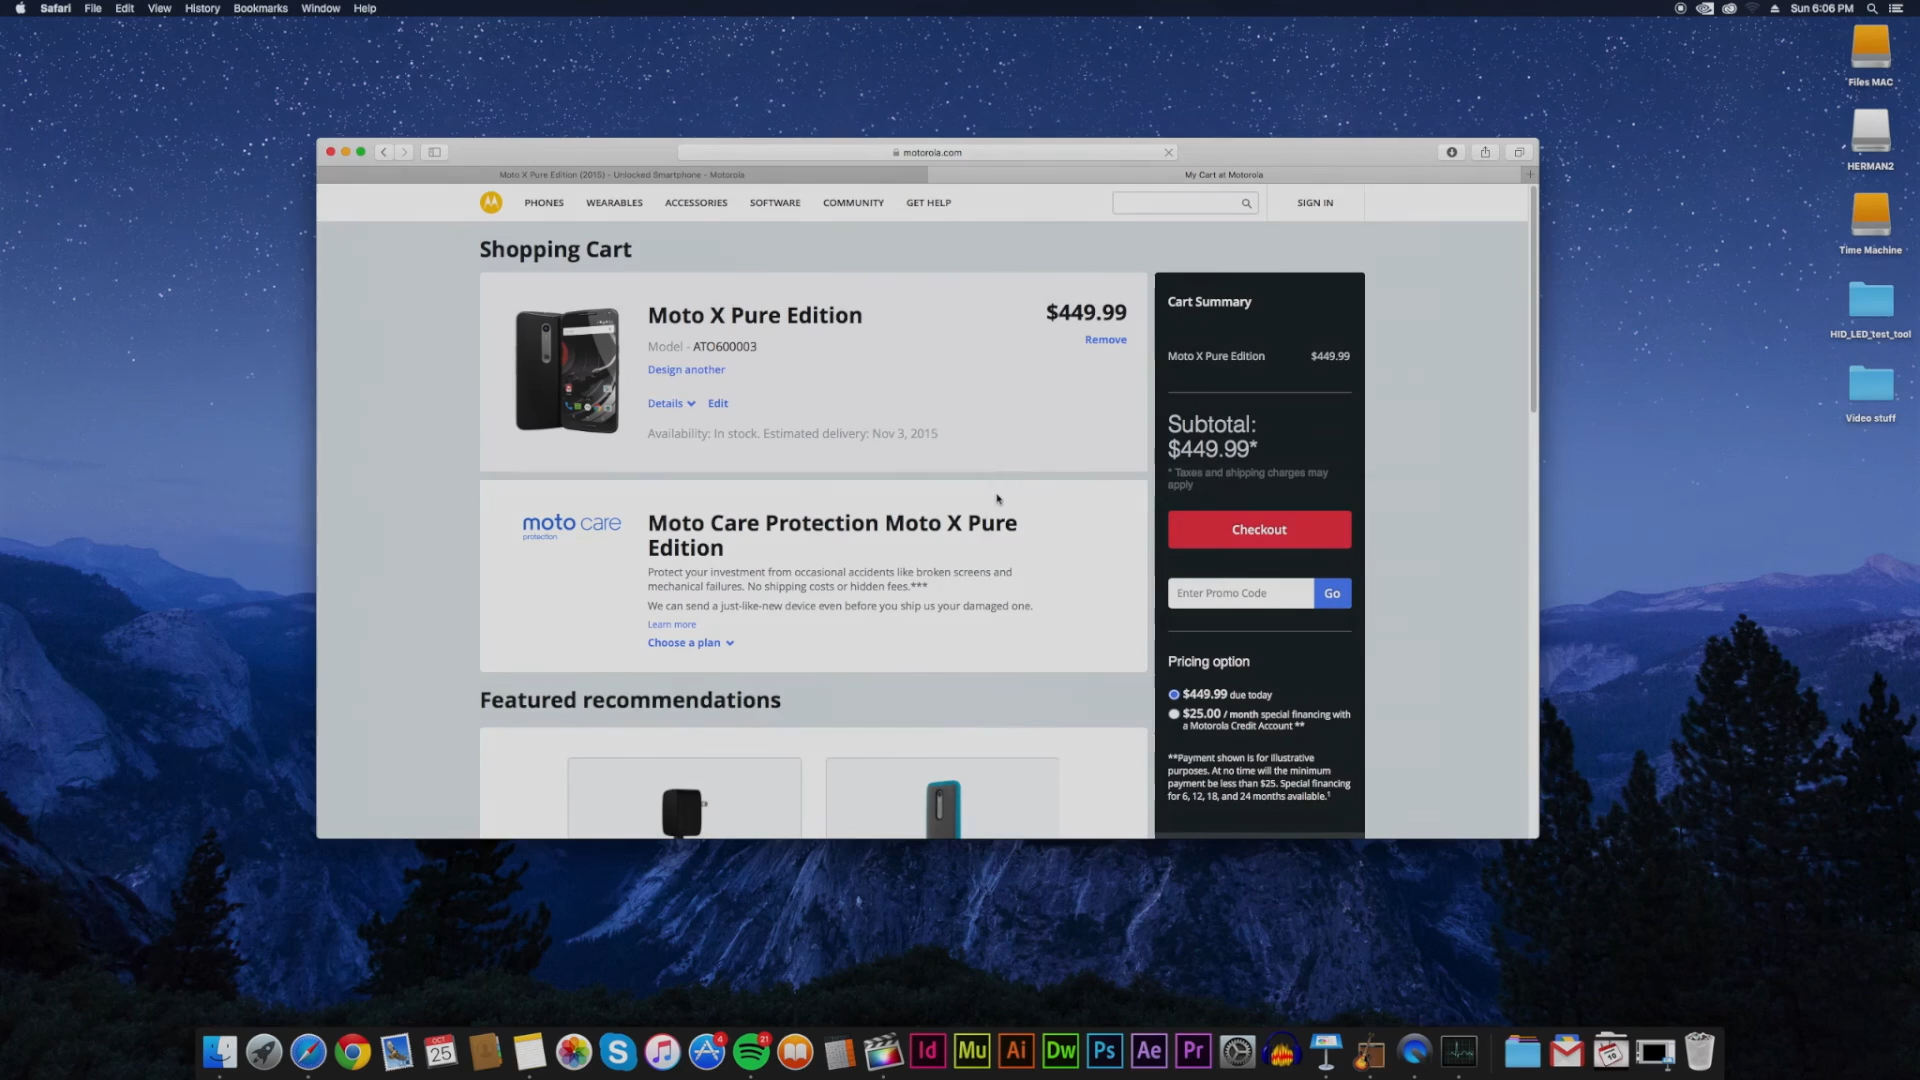 Safari File Edit View History Bookmarks Window Help
Sun 6:06 PM
Files MAC
HERMAN2
Time Machine
HID_LED_test_tool
Video stuff
motorola.com
Moto X Pure Edition (2015) - Unlocked Smartphone - Motorola
My Cart at Motorola
PHONES WEARABLES ACCESSORIES SOFTWARE COMMUNITY GET HELP
SIGN IN
Shopping Cart
Moto X Pure Edition
$449.99
Model - ATO600003
Remove
Design another
Details Edit
Availability: In stock. Estimated delivery: Nov 3, 2015
moto care
protection
Moto Care Protection Moto X Pure
Edition
Protect your investment from occasional accidents like broken screens and
mechanical failures. No shipping costs or hidden fees.***
We can send a just-like-new device even before you ship us your damaged one.
Learn more
Choose a plan
Featured recommendations
Cart Summary
Moto X Pure Edition $449.99
Subtotal:
$449.99*
* Taxes and shipping charges may
apply
Checkout
Enter Promo Code Go
Pricing option
$449.99 due today
$25.00 / month special financing with
a Motorola Credit Account **
**Payment shown is for illustrative
purposes. At no time will the minimum
payment be less than $25. Special financing
for 6, 12, 18, and 24 months available.¹
OCT
25
4
21
Id Mu Ai Dw Ps Ae Pr
10